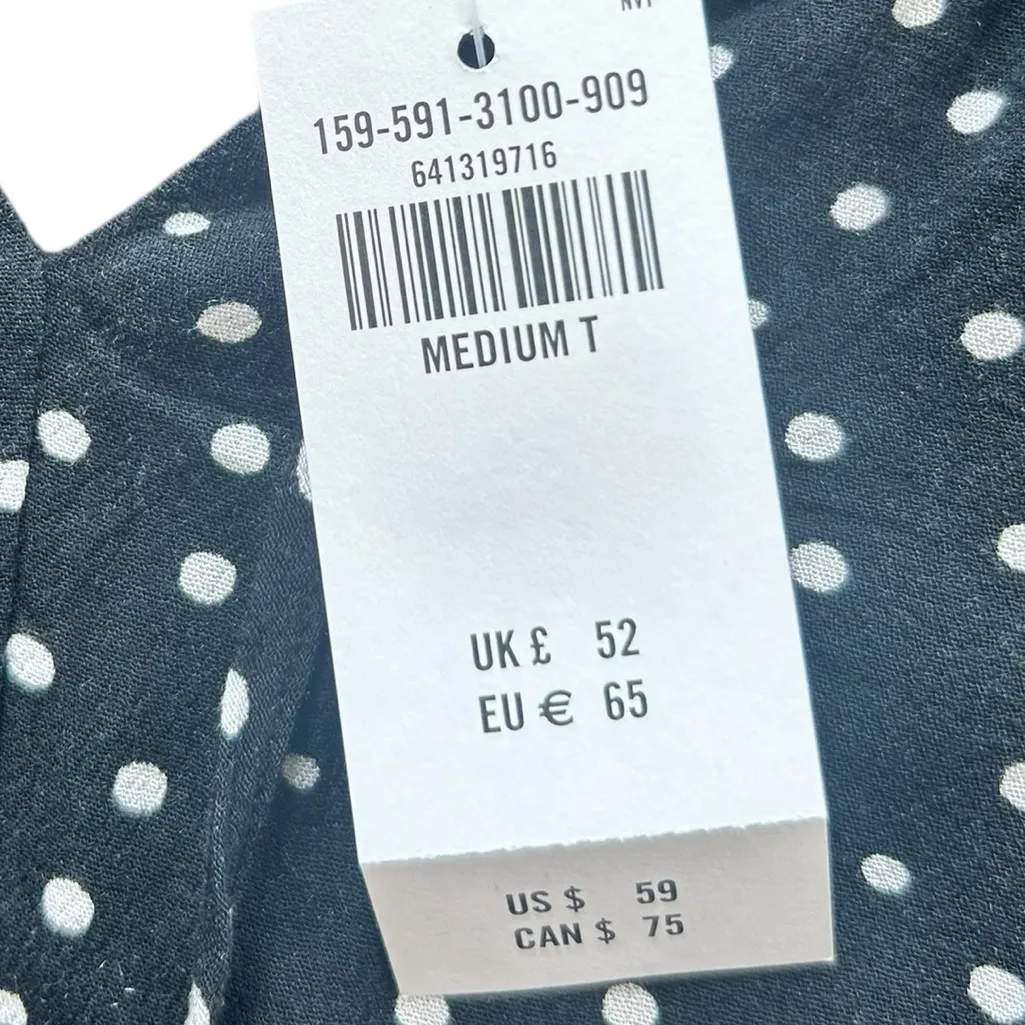 159-591-3100-909
641319716
MEDIUM T
UK £ 52
EU € 65
US $ 59
CAN $ 75